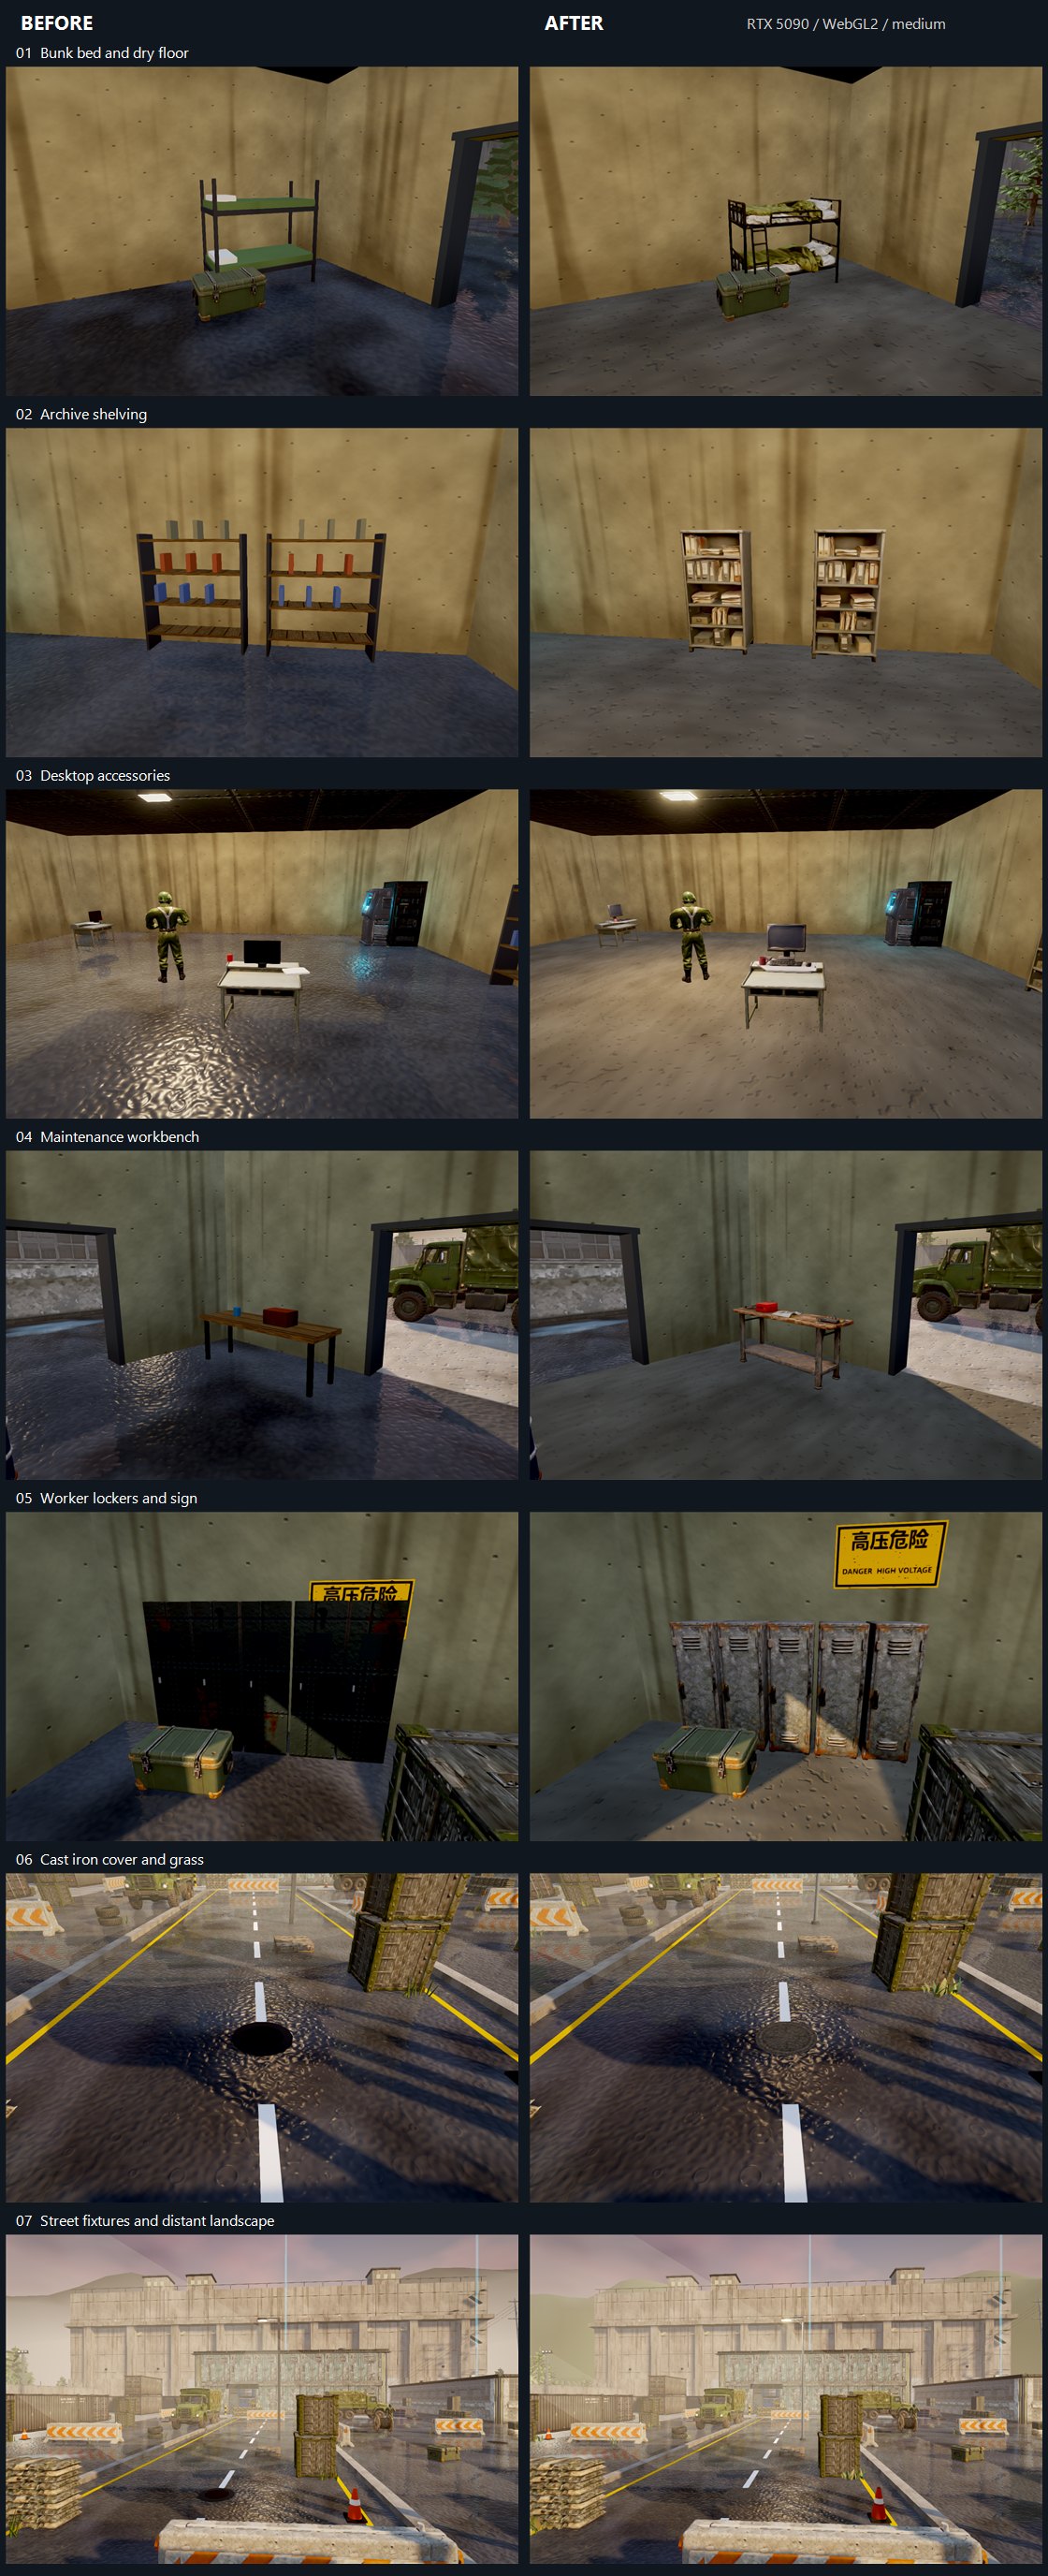 BEFORE
AFTER
RTX 5090 / WebGL2 / medium
01 Bunk bed and dry floor
02 Archive shelving
03 Desktop accessories
04 Maintenance workbench
05 Worker lockers and sign
高压危险
高压危险
DANGER HIGH VOLTAGE
06 Cast iron cover and grass
07 Street fixtures and distant landscape